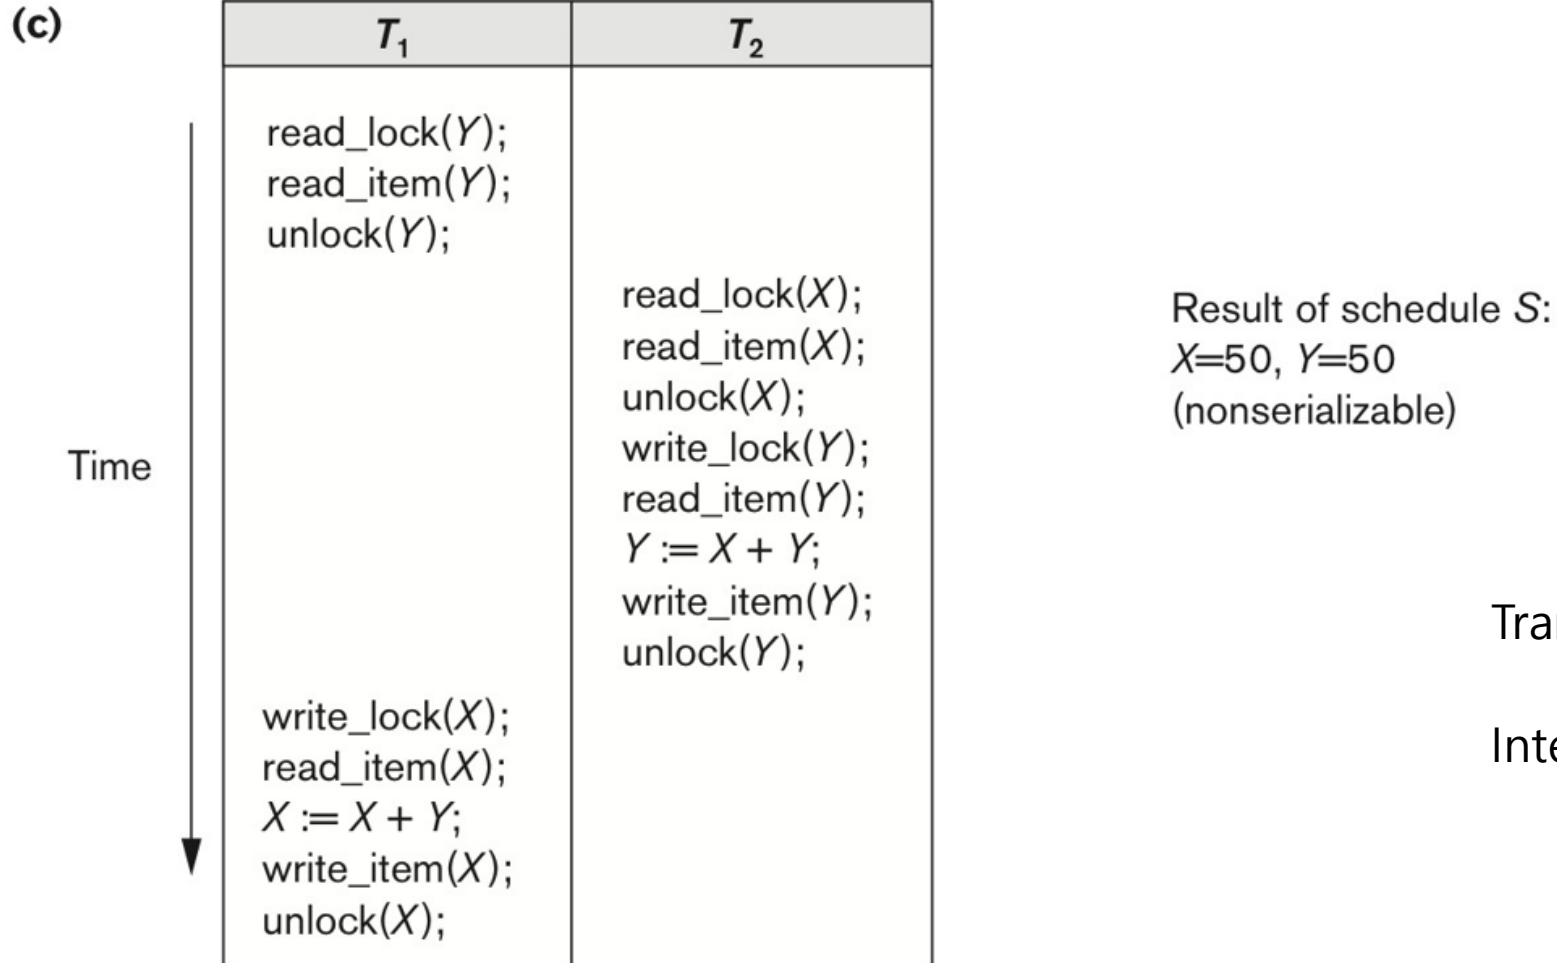 (c)
T1 T2
read_lock(Y);
read_item(Y);
unlock(Y);
read_lock(X);
read_item(X);
unlock(X);
write_lock(Y);
read_item(Y);
Y := X + Y;
write_item(Y);
unlock(Y);
write_lock(X);
read_item(X);
X := X + Y;
write_item(X);
unlock(X);
Time
Result of schedule S:
X=50, Y=50
(nonserializable)